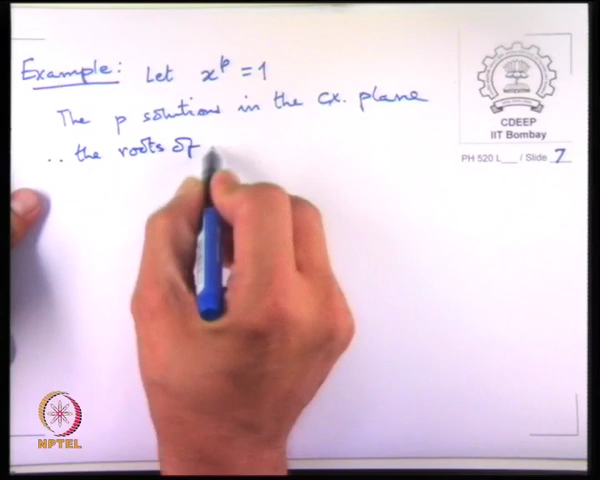 Example: Let x^p = 1
The p solutions in the cx. plane
.. the roots of
CDEEP
IIT Bombay
PH 520 L___ / Slide 7
NPTEL